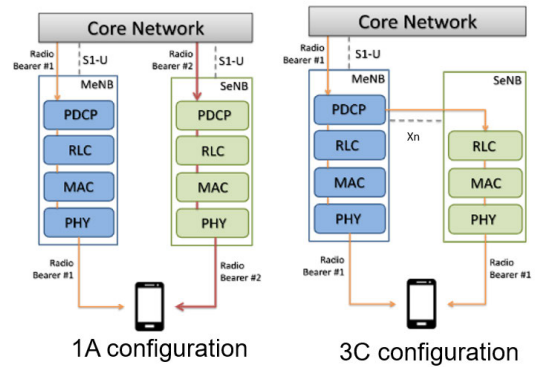 Core Network
Radio
Bearer #1
S1-U
Radio
Bearer #2
S1-U
MeNB
SeNB
PDCP
RLC
MAC
PHY
PDCP
RLC
MAC
PHY
Radio
Bearer #1
Radio
Bearer #2
1A configuration
Core Network
Radio
Bearer #1
S1-U
MeNB
SeNB
PDCP
RLC
MAC
PHY
Xn
RLC
MAC
PHY
Radio
Bearer #1
Radio
Bearer #1
3C configuration